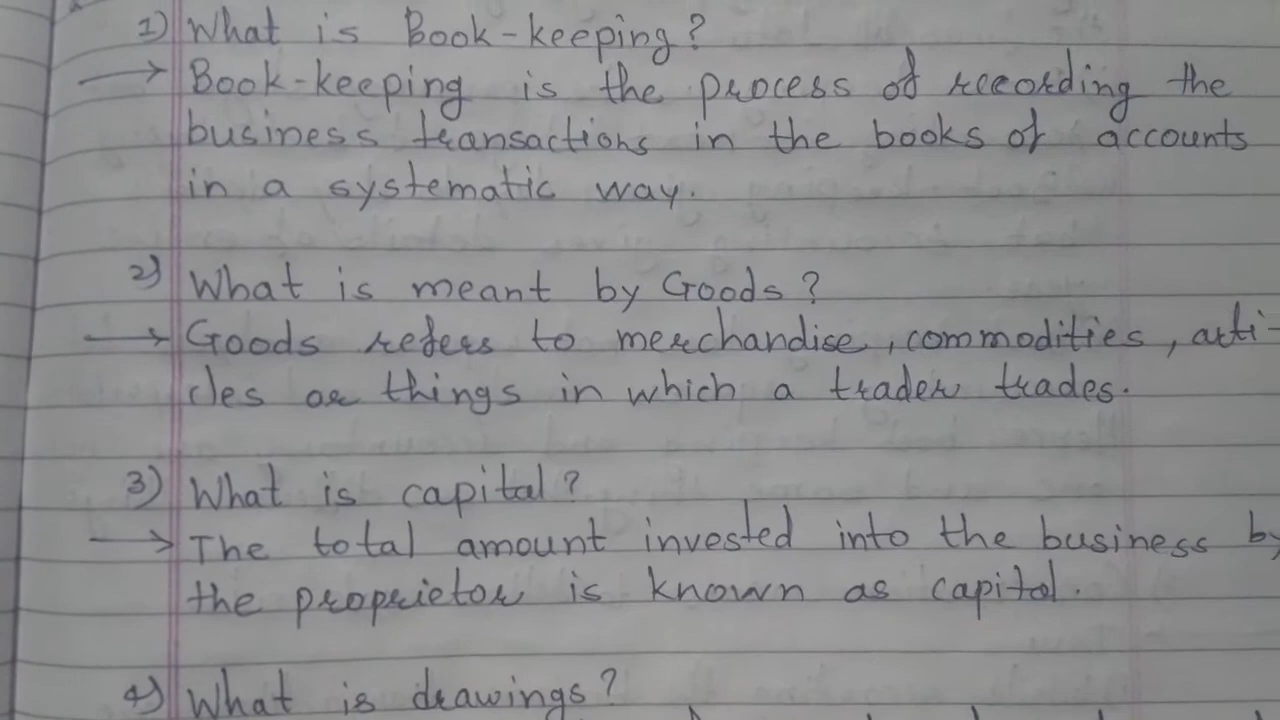 1) What is Book-keeping?
→ Book-keeping is the process of recording the
business transactions in the books of accounts
in a systematic way.
2) What is meant by Goods?
→ Goods refers to merchandise, commodities, arti-
cles or things in which a trader trades.
3) What is capital?
→ The total amount invested into the business by
the proprietor is known as capital.
4) What is drawings?